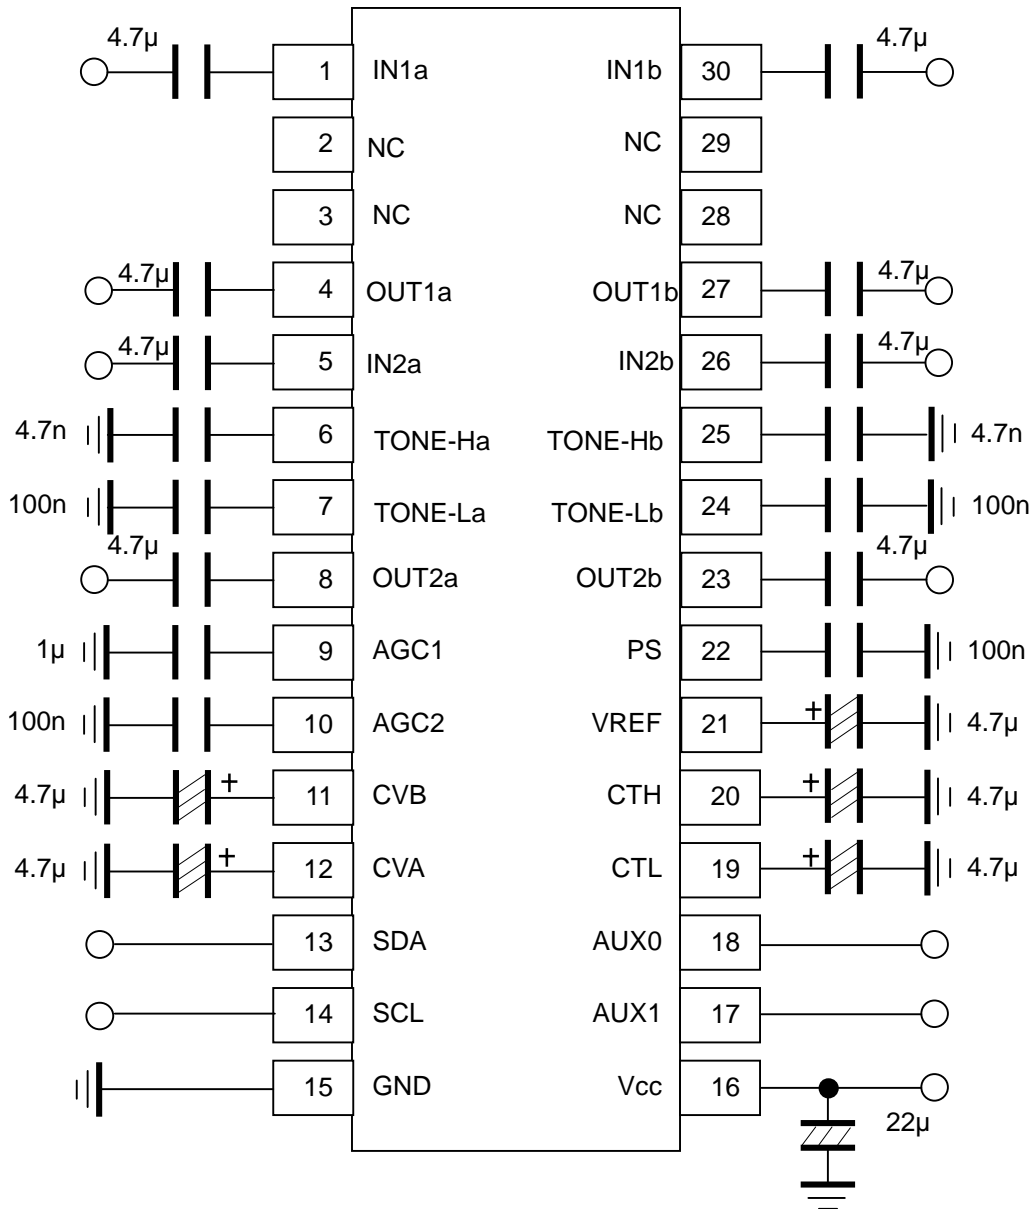 4.7µ 1 IN1a IN1b 30 4.7µ
2 NC NC 29
3 NC NC 28
4.7µ 4 OUT1a OUT1b 27 4.7µ
4.7µ 5 IN2a IN2b 26 4.7µ
4.7n 6 TONE-Ha TONE-Hb 25 4.7n
100n 7 TONE-La TONE-Lb 24 100n
4.7µ 8 OUT2a OUT2b 23 4.7µ
1µ 9 AGC1 PS 22 100n
100n 10 AGC2 VREF 21 + 4.7µ
4.7µ + 11 CVB CTH 20 + 4.7µ
4.7µ + 12 CVA CTL 19 + 4.7µ
13 SDA AUX0 18
14 SCL AUX1 17
15 GND Vcc 16
22µ